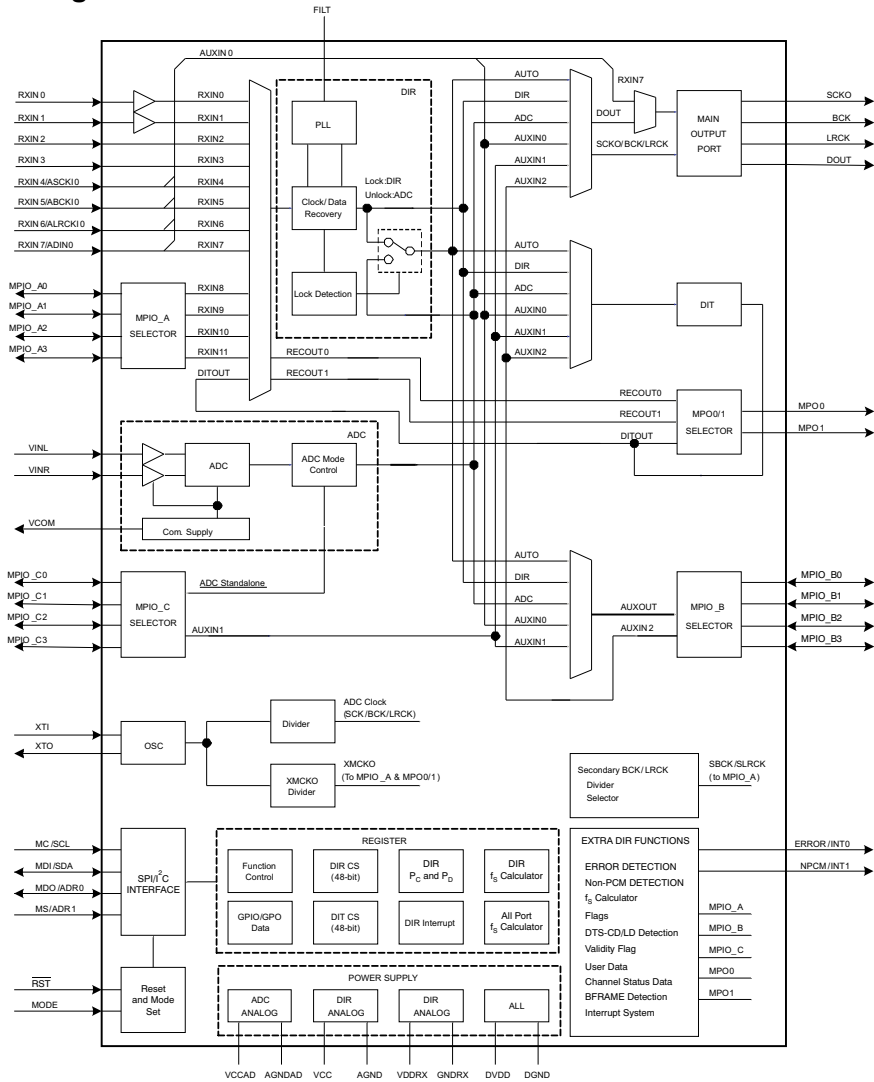 FILT
AUXIN 0
RXIN 0
RXIN 1
RXIN 2
RXIN 3
RXIN 4/ASCKI0
RXIN 5/ABCKI0
RXIN 6/ALRCKI 0
RXIN 7/ADIN0
RXIN0
RXIN1
RXIN2
RXIN3
RXIN4
RXIN5
RXIN6
RXIN7
MPIO_A0
MPIO_A1
MPIO_A2
MPIO_A3
MPIO_A
SELECTOR
RXIN8
RXIN9
RXIN10
RXIN11
DITOUT
DIR
PLL
Clock/ Data
Recovery
Lock Detection
Lock:DIR
Unlock:ADC
RECOUT 0
RECOUT 1
AUTO
DIR
ADC
AUXIN0
AUXIN1
AUXIN2
RXIN7
DOUT
SCKO/BCK/LRCK
MAIN
OUTPUT
PORT
SCKO
BCK
LRCK
DOUT
AUTO
DIR
ADC
AUXIN0
AUXIN1
AUXIN2
DIT
RECOUT0
RECOUT1
DITOUT
MPO0/1
SELECTOR
MPO 0
MPO 1
VINL
VINR
VCOM
ADC
ADC
ADC Mode
Control
Com. Supply
MPIO_C0
MPIO_C1
MPIO_C2
MPIO_C3
MPIO_C
SELECTOR
ADC Standalone
AUXIN1
AUTO
DIR
ADC
AUXIN0
AUXIN1
AUXOUT
AUXIN 2
MPIO_B
SELECTOR
MPIO_B0
MPIO_B1
MPIO_B2
MPIO_B3
XTI
XTO
OSC
Divider
ADC Clock
(SCK/BCK/LRCK)
XMCKO
Divider
XMCKO
(To MPIO_A & MPO0/1)
Secondary BCK/ LRCK
Divider
Selector
SBCK/SLRCK
(to MPIO_A)
MC /SCL
MDI /SDA
MDO /ADR0
MS/ADR 1
SPI/I2C
INTERFACE
RST
MODE
Reset
and Mode
Set
REGISTER
Function
Control
DIR CS
(48-bit)
DIR
PC and PD
DIR
fS Calculator
GPIO/GPO
Data
DIT CS
(48-bit)
DIR Interrupt
All Port
fS Calculator
POWER SUPPLY
ADC
ANALOG
DIR
ANALOG
DIR
ANALOG
ALL
VCCAD
AGNDAD
VCC
AGND
VDDRX
GNDRX
DVDD
DGND
EXTRA DIR FUNCTIONS
ERROR DETECTION
Non-PCM DETECTION
fS Calculator
Flags
DTS-CD/LD Detection
Validity Flag
User Data
Channel Status Data
BFRAME Detection
Interrupt System
ERROR /INT0
NPCM/INT1
MPIO_A
MPIO_B
MPIO_C
MPO0
MPO1